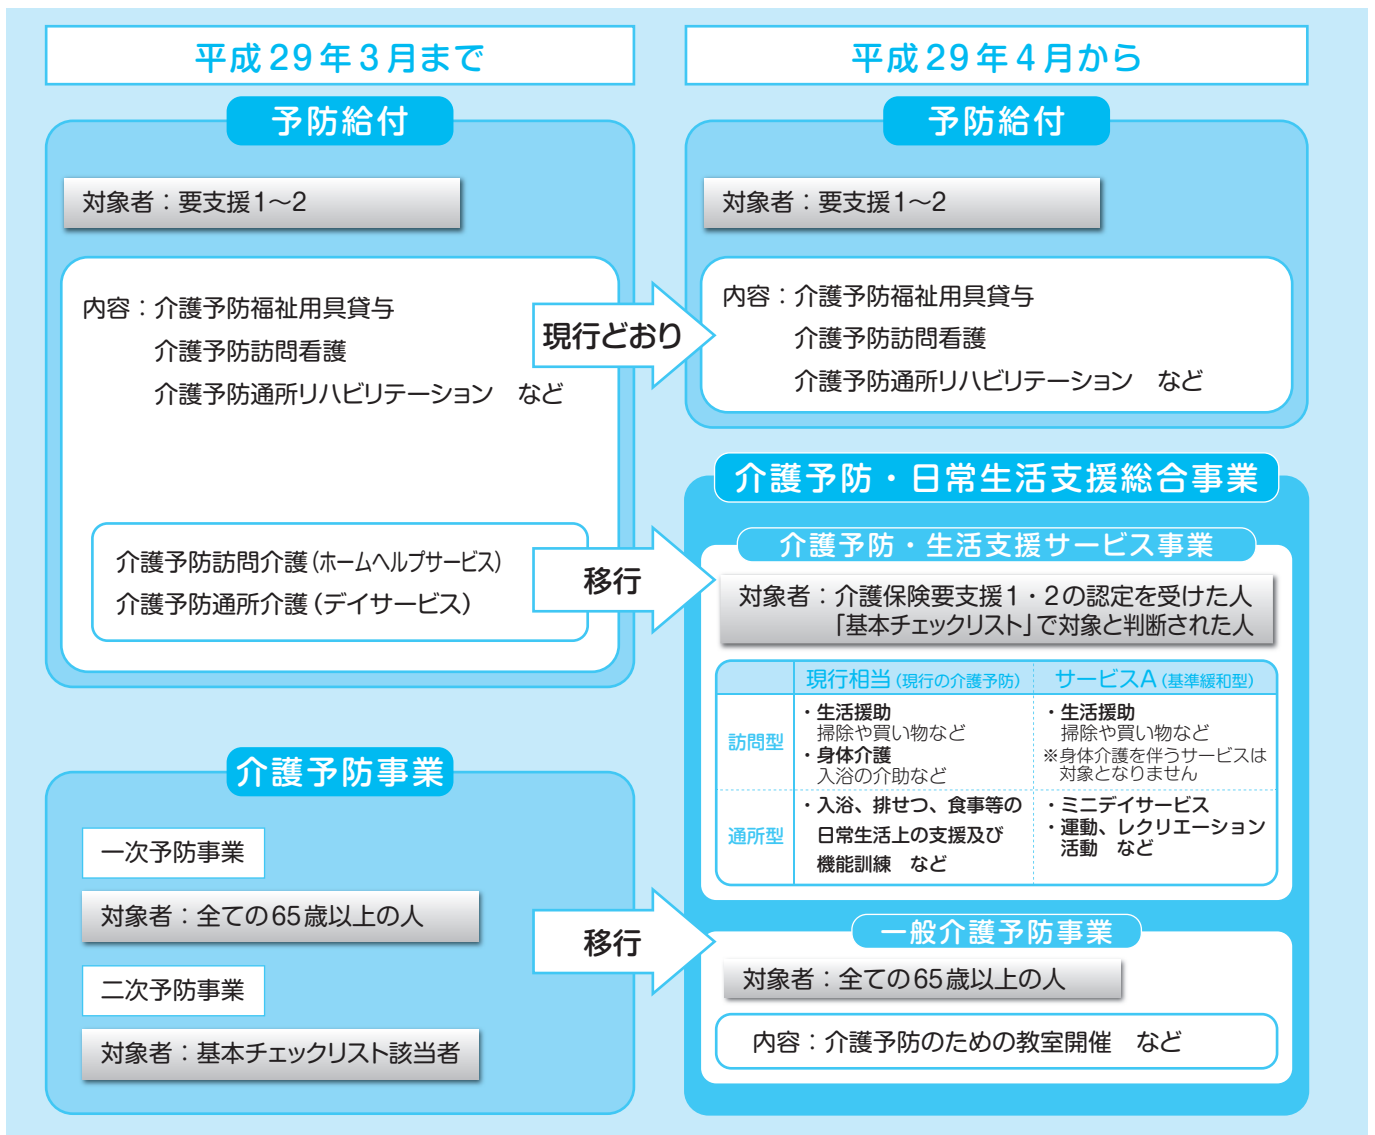 平成29年3月まで
予防給付
対象者：要支援1～2
内容：介護予防福祉用具貸与
介護予防訪問看護
介護予防通所リハビリテーション　など
介護予防訪問介護(ホームヘルプサービス)
介護予防通所介護(デイサービス)
介護予防事業
一次予防事業
対象者：全ての65歳以上の人
二次予防事業
対象者：基本チェックリスト該当者
現行どおり
移行
移行
平成29年4月から
予防給付
対象者：要支援1～2
内容：介護予防福祉用具貸与
介護予防訪問看護
介護予防通所リハビリテーション　など
介護予防・日常生活支援総合事業
介護予防・生活支援サービス事業
対象者：介護保険要支援1・2の認定を受けた人
「基本チェックリスト」で対象と判断された人
現行相当(現行の介護予防)　サービスA(基準緩和型)
訪問型
・生活援助
掃除や買い物など
・身体介護
入浴の介助など
・生活援助
掃除や買い物など
※身体介護を伴うサービスは
対象となりません
通所型
・入浴、排せつ、食事等の
日常生活上の支援及び
機能訓練　など
・ミニデイサービス
・運動、レクリエーション
活動　など
一般介護予防事業
対象者：全ての65歳以上の人
内容：介護予防のための教室開催　など